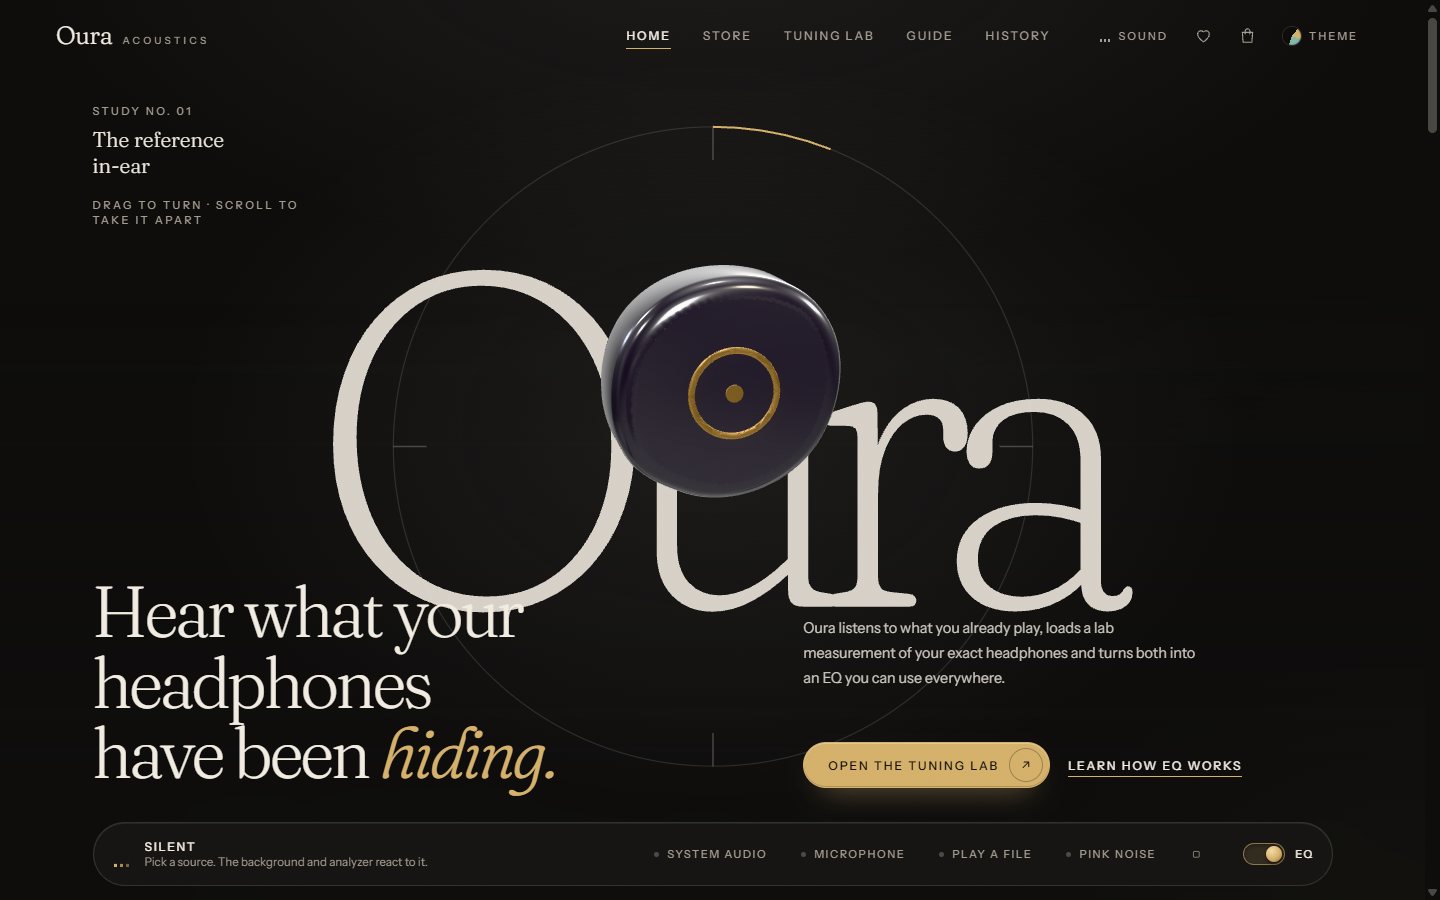 Oura ACOUSTICS
HOME
STORE
TUNING LAB
GUIDE
HISTORY
SOUND
THEME
STUDY NO. 01
The reference
in-ear
DRAG TO TURN · SCROLL TO
TAKE IT APART
Oura
Hear what your
headphones
have been hiding.
Oura listens to what you already play, loads a lab
measurement of your exact headphones and turns both into
an EQ you can use everywhere.
OPEN THE TUNING LAB
LEARN HOW EQ WORKS
SILENT
Pick a source. The background and analyzer react to it.
SYSTEM AUDIO
MICROPHONE
PLAY A FILE
PINK NOISE
EQ